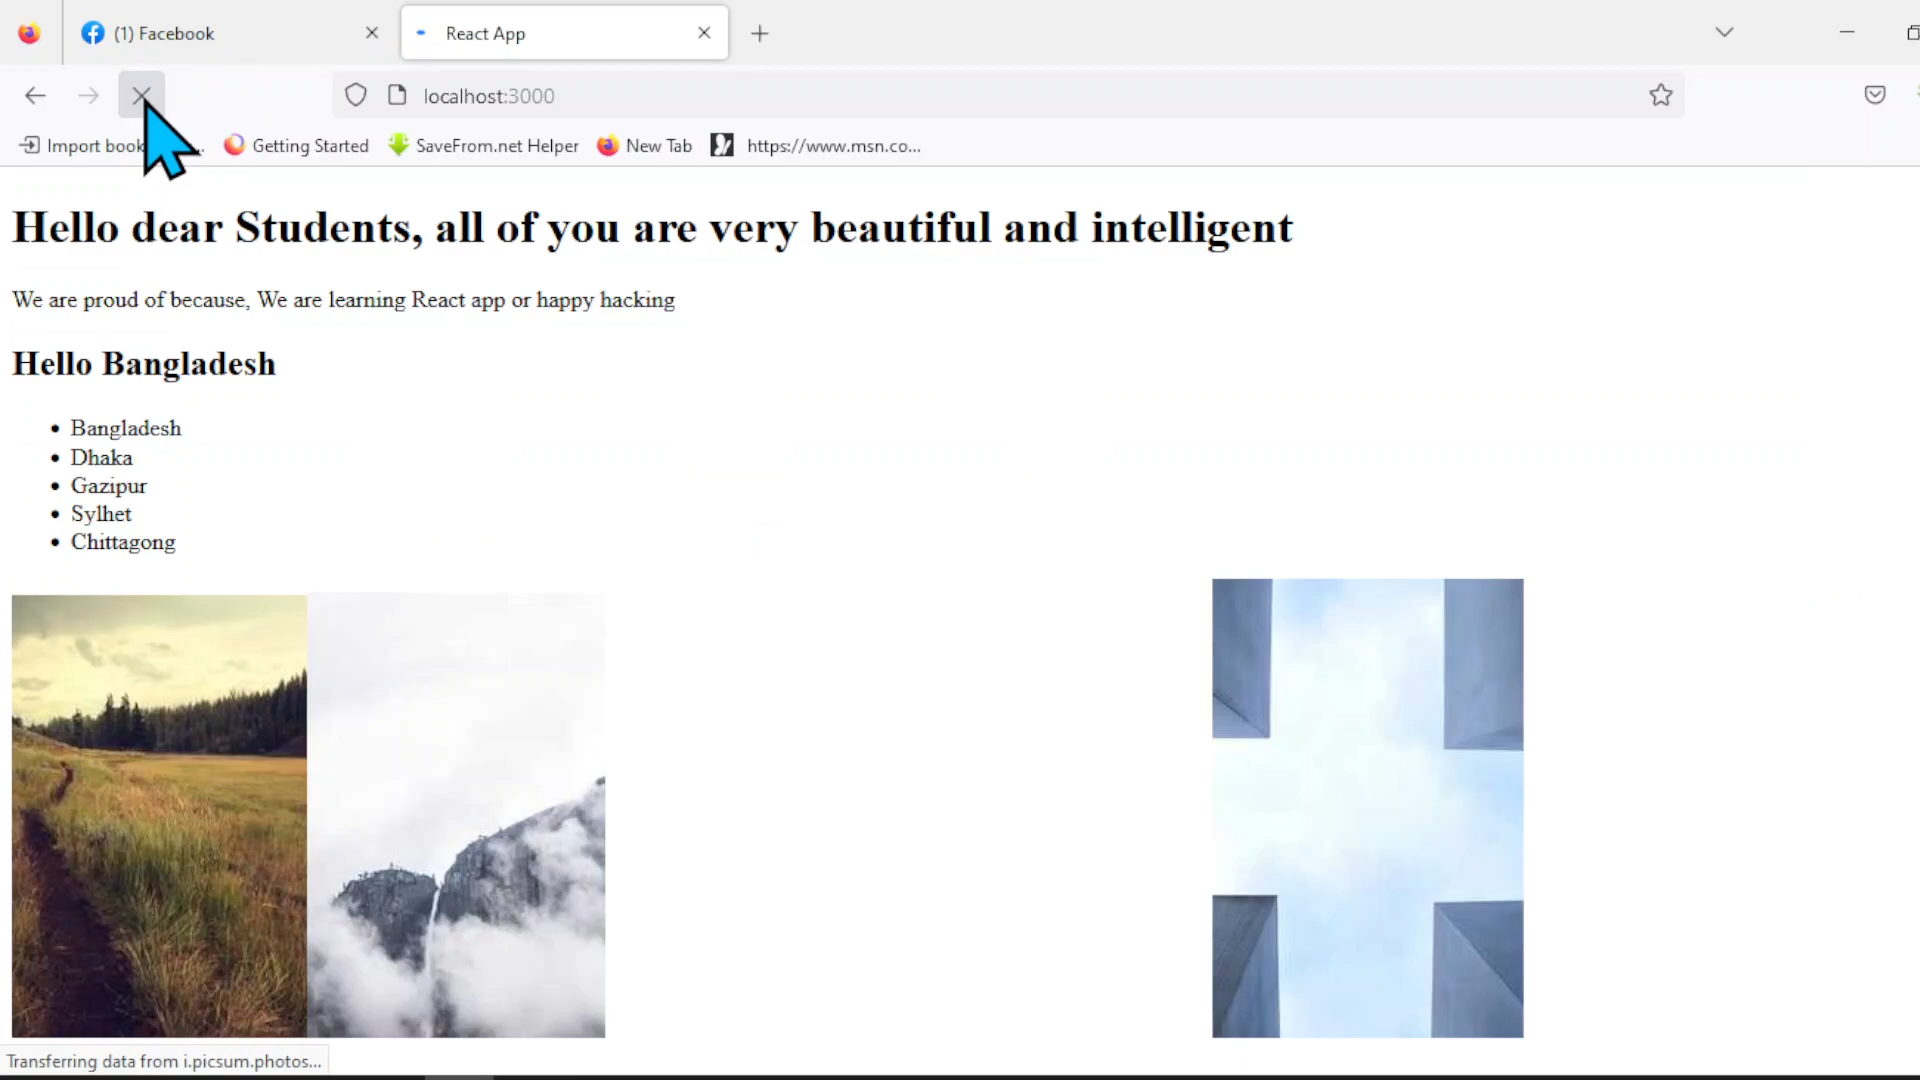 (1) Facebook
React App
localhost:3000
Import book
Getting Started
SaveFrom.net Helper
New Tab
https://www.msn.co...
Hello dear Students, all of you are very beautiful and intelligent
We are proud of because, We are learning React app or happy hacking
Hello Bangladesh
Bangladesh
Dhaka
Gazipur
Sylhet
Chittagong
Transferring data from i.picsum.photos...